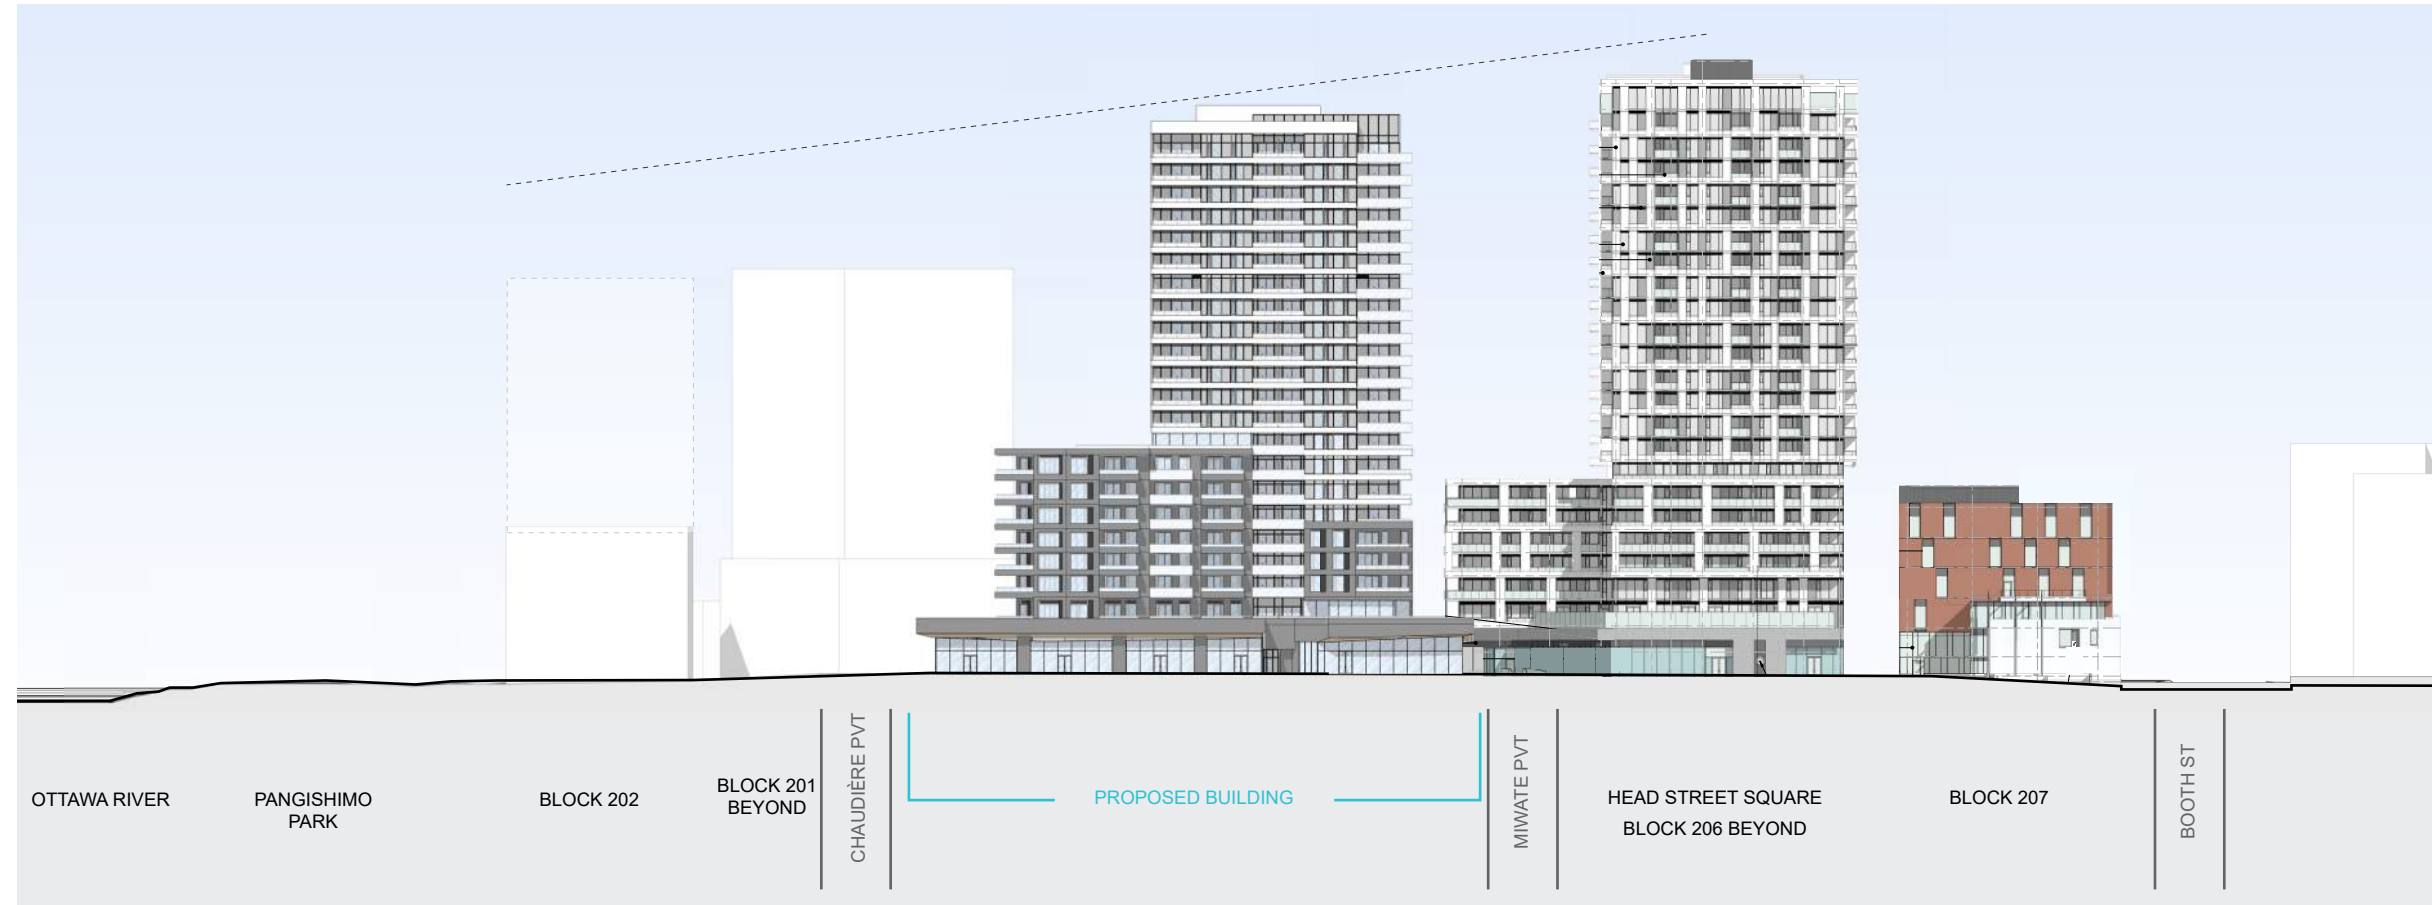 OTTAWA RIVER
PANGISHIMO
PARK
BLOCK 202
BLOCK 201
BEYOND
CHAUDIÈRE PVT
PROPOSED BUILDING
MIWATE PVT
HEAD STREET SQUARE
BLOCK 206 BEYOND
BLOCK 207
BOOTH ST